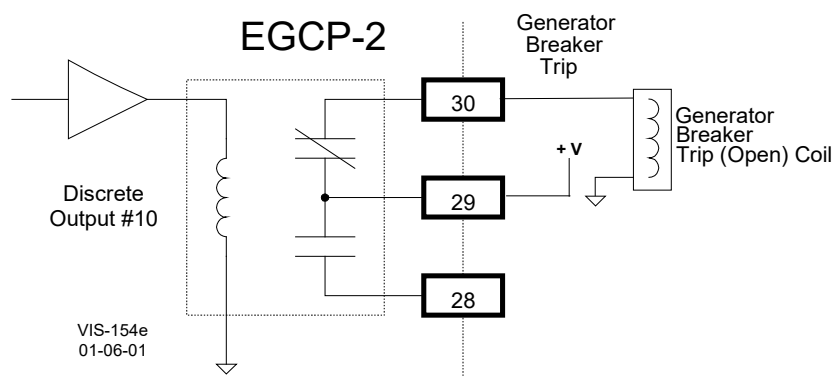 EGCP-2
Generator
Breaker
Trip
30
Generator
Breaker
Trip (Open) Coil
+ V
29
Discrete
Output #10
28
VIS-154e
01-06-01